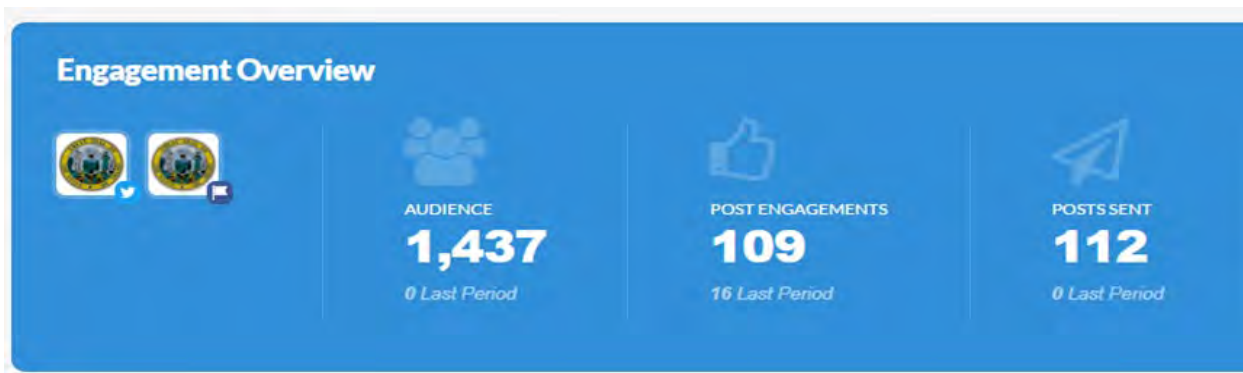 Engagement Overview
AUDIENCE
1,437
0 Last Period
POST ENGAGEMENTS
109
16 Last Period
POSTS SENT
112
0 Last Period